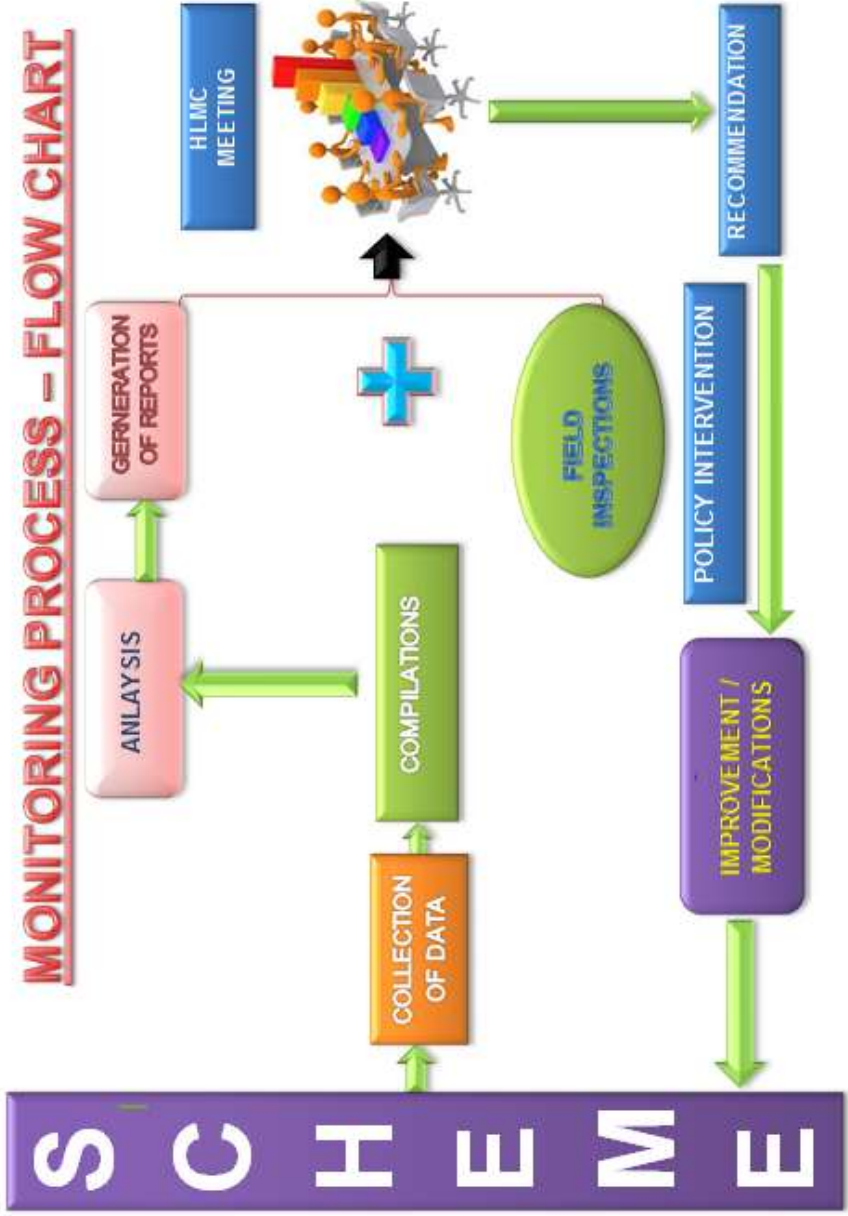 MONITORING PROCESS – FLOW CHART
SCHEME
COLLECTION
OF DATA
COMPILATIONS
ANLAYSIS
GERNERATION
OF REPORTS
FIELD
INSPECTIONS
HLMC
MEETING
RECOMMENDATION
POLICY INTERVENTION
IMPROVEMENT /
MODIFICATIONS